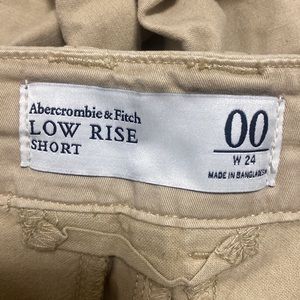 Abercrombie & Fitch
LOW RISE
SHORT
00
W 24
MADE IN BANGLADESH